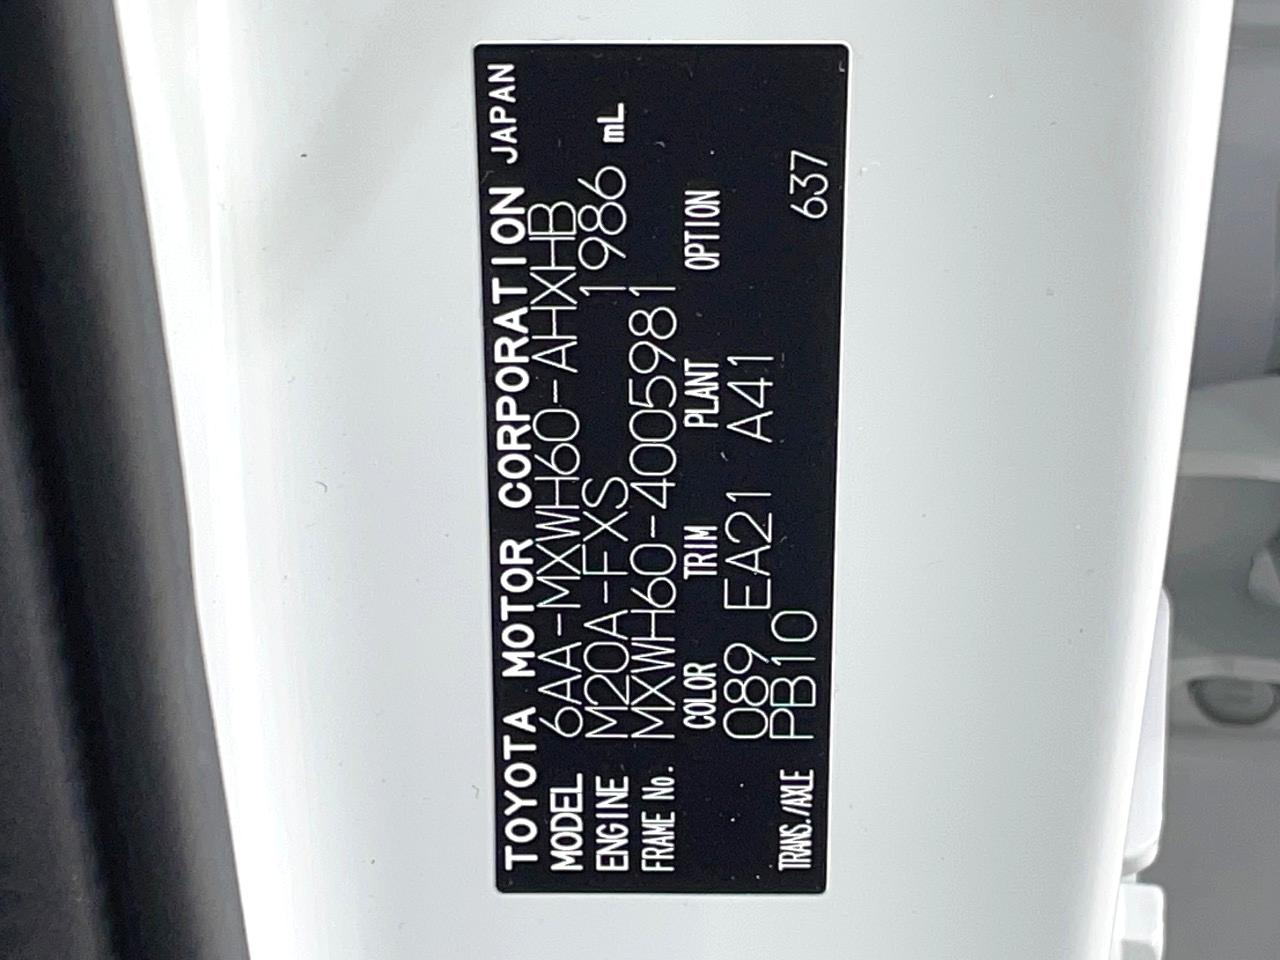 TOYOTA MOTOR CORPORATION JAPAN
MODEL 6AA-MXWH60-AHXHB
ENGINE M20A-FXS 1986 mL
FRAME No. MXWH60-4005981
COLOR TRIM PLANT OPTION
089 EA21 A41
TRANS./AXLE PB10 637